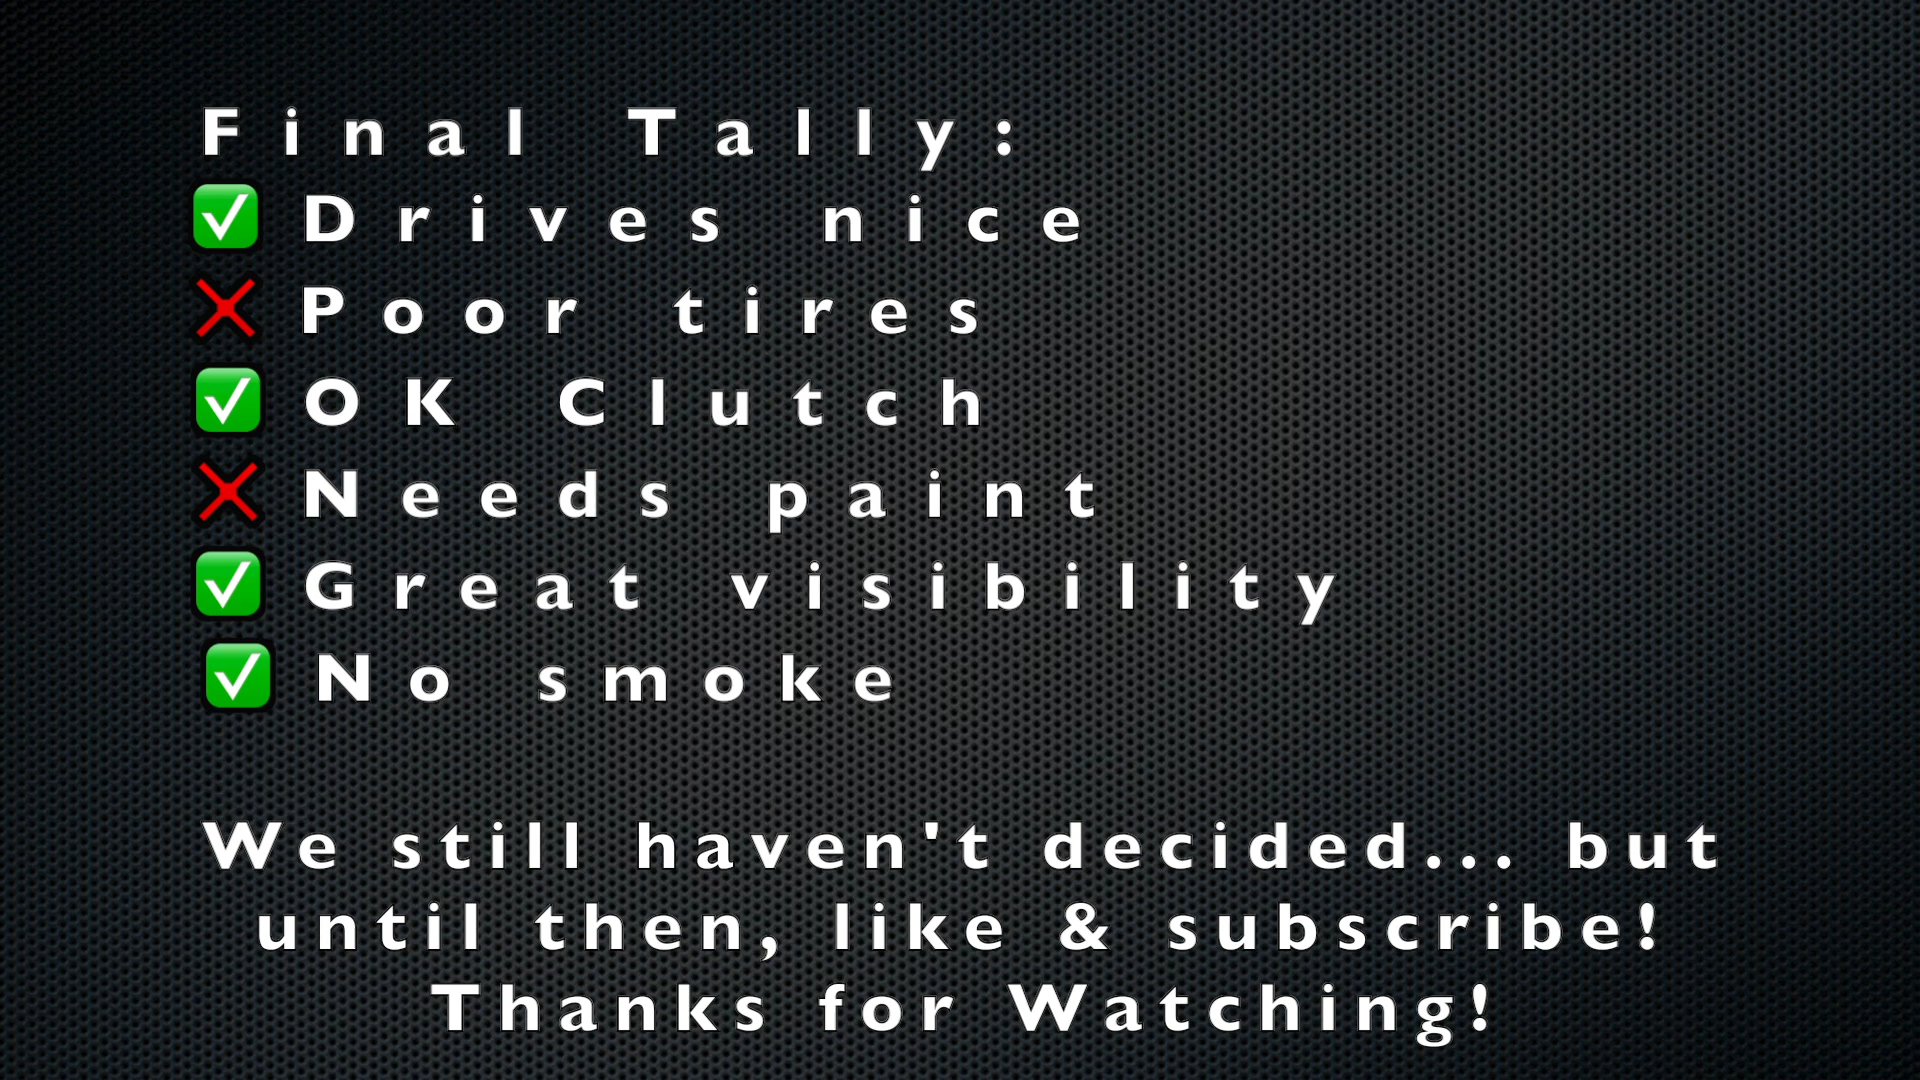 Final Tally:
✅ Drives nice
❌ Poor tires
✅ OK Clutch
❌ Needs paint
✅ Great visibility
✅ No smoke
We still haven't decided... but
until then, like & subscribe!
Thanks for Watching!